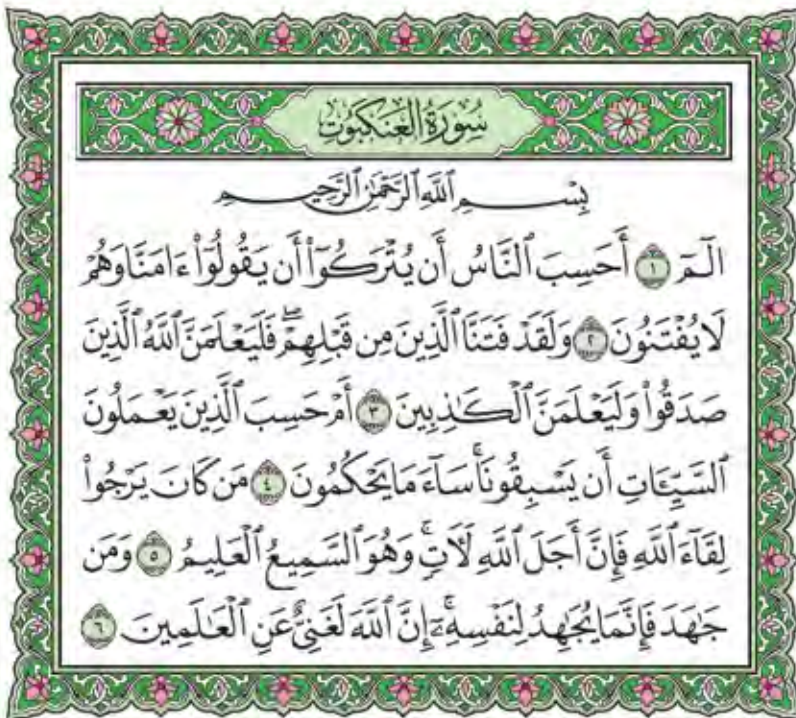 سُورَةُ العَنكَبُوتِ
بِسْمِ ٱللَّهِ ٱلرَّحْمَٰنِ ٱلرَّحِيمِ
الٓمٓ ١ أَحَسِبَ ٱلنَّاسُ أَن يُتْرَكُوٓا۟ أَن يَقُولُوٓا۟ ءَامَنَّا وَهُمْ
لَا يُفْتَنُونَ ٢ وَلَقَدْ فَتَنَّا ٱلَّذِينَ مِن قَبْلِهِمْ ۖ فَلَيَعْلَمَنَّ ٱللَّهُ ٱلَّذِينَ
صَدَقُوا۟ وَلَيَعْلَمَنَّ ٱلْكَٰذِبِينَ ٣ أَمْ حَسِبَ ٱلَّذِينَ يَعْمَلُونَ
ٱلسَّيِّـَٔاتِ أَن يَسْبِقُونَا ۚ سَآءَ مَا يَحْكُمُونَ ٤ مَن كَانَ يَرْجُوا۟
لِقَآءَ ٱللَّهِ فَإِنَّ أَجَلَ ٱللَّهِ لَـَٔاتٍ ۚ وَهُوَ ٱلسَّمِيعُ ٱلْعَلِيمُ ٥ وَمَن
جَٰهَدَ فَإِنَّمَا يُجَٰهِدُ لِنَفْسِهِۦٓ ۚ إِنَّ ٱللَّهَ لَغَنِىٌّ عَنِ ٱلْعَٰلَمِينَ ٦